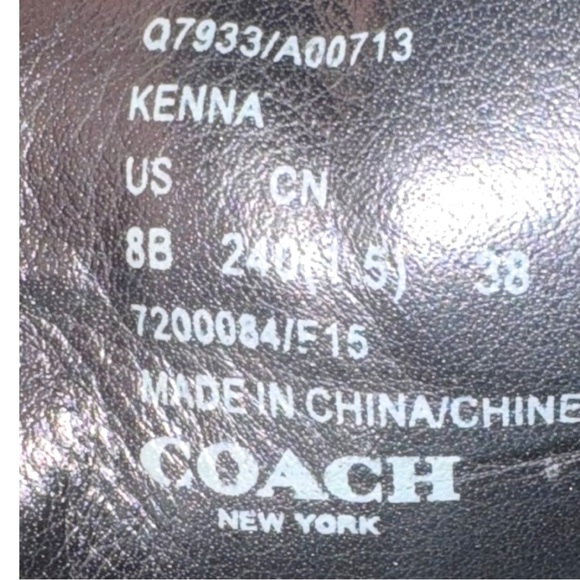 Q7933/A00713
KENNA
US CN
8B 240(1.5) 38
7200084/F15
MADE IN CHINA/CHINE
COACH
NEW YORK